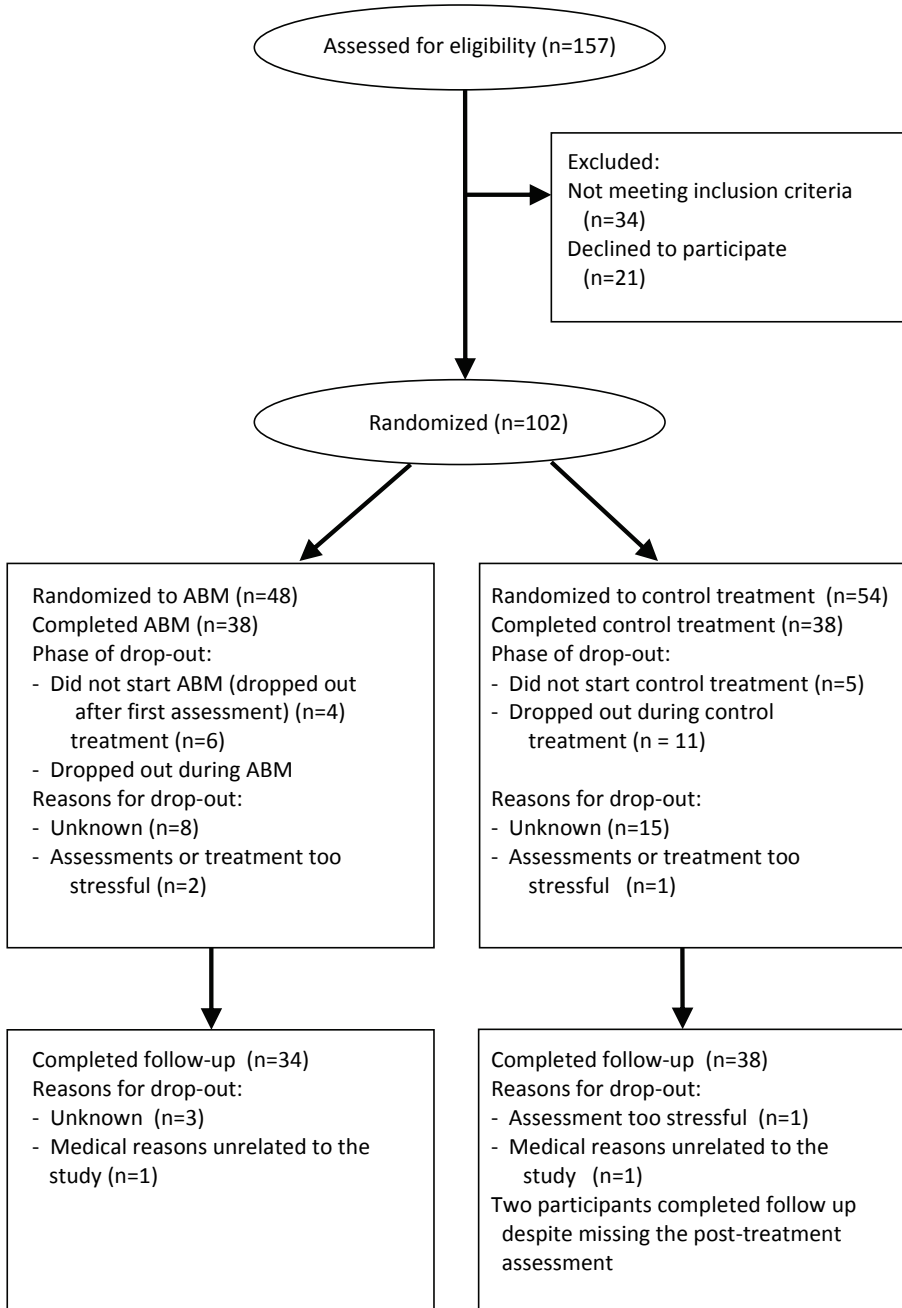 Assessed for eligibility (n=157)
Excluded:
Not meeting inclusion criteria
(n=34)
Declined to participate
(n=21)
Randomized (n=102)
Randomized to ABM (n=48)
Completed ABM (n=38)
Phase of drop-out:
- Did not start ABM (dropped out
after first assessment) (n=4)
treatment (n=6)
- Dropped out during ABM
Reasons for drop-out:
- Unknown (n=8)
- Assessments or treatment too
stressful (n=2)
Randomized to control treatment (n=54)
Completed control treatment (n=38)
Phase of drop-out:
- Did not start control treatment (n=5)
- Dropped out during control
treatment (n = 11)
Reasons for drop-out:
- Unknown (n=15)
- Assessments or treatment too
stressful (n=1)
Completed follow-up (n=34)
Reasons for drop-out:
- Unknown (n=3)
- Medical reasons unrelated to the
study (n=1)
Completed follow-up (n=38)
Reasons for drop-out:
- Assessment too stressful (n=1)
- Medical reasons unrelated to the
study (n=1)
Two participants completed follow up
despite missing the post-treatment
assessment